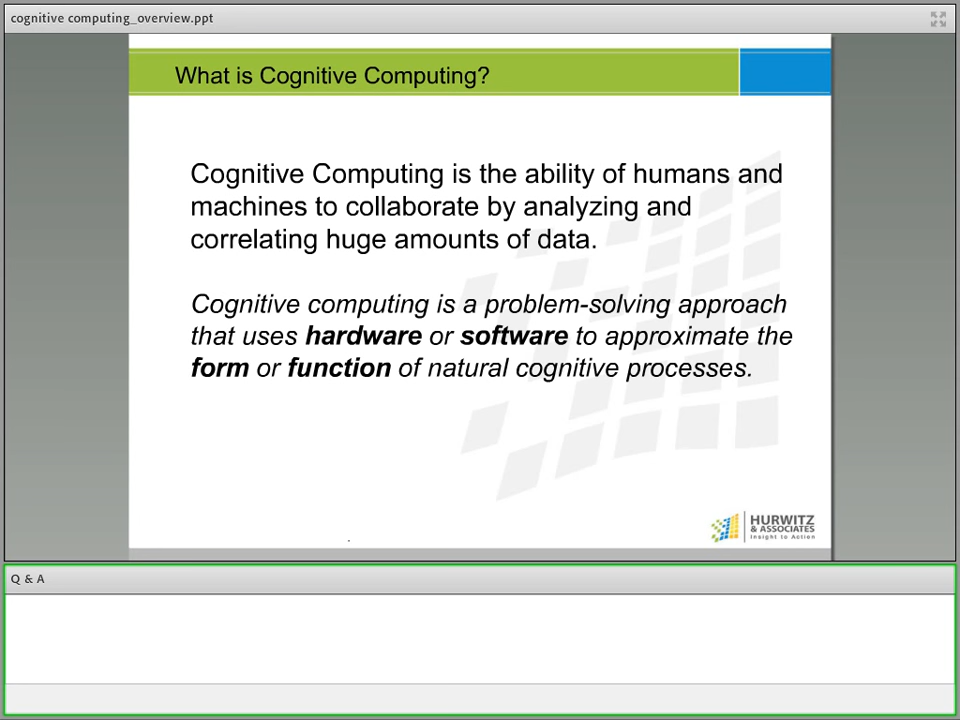 cognitive computing_overview.ppt
What is Cognitive Computing?
Cognitive Computing is the ability of humans and
machines to collaborate by analyzing and
correlating huge amounts of data.
Cognitive computing is a problem-solving approach
that uses hardware or software to approximate the
form or function of natural cognitive processes.
HURWITZ
& ASSOCIATES
Insight to Action
Q & A